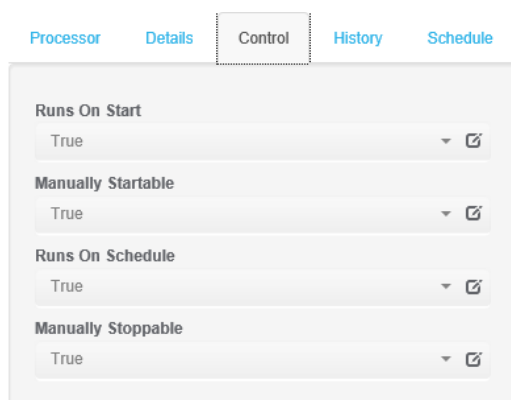 Processor Details Control History Schedule
Runs On Start
True
Manually Startable
True
Runs On Schedule
True
Manually Stoppable
True